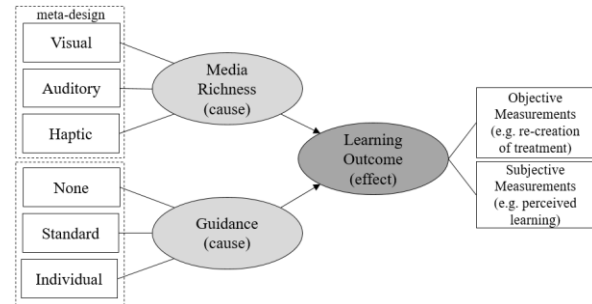 meta-design
Visual
Auditory
Haptic
Media
Richness
(cause)
None
Standard
Individual
Guidance
(cause)
Learning
Outcome
(effect)
Objective
Measurements
(e.g. re-creation
of treatment)
Subjective
Measurements
(e.g. perceived
learning)